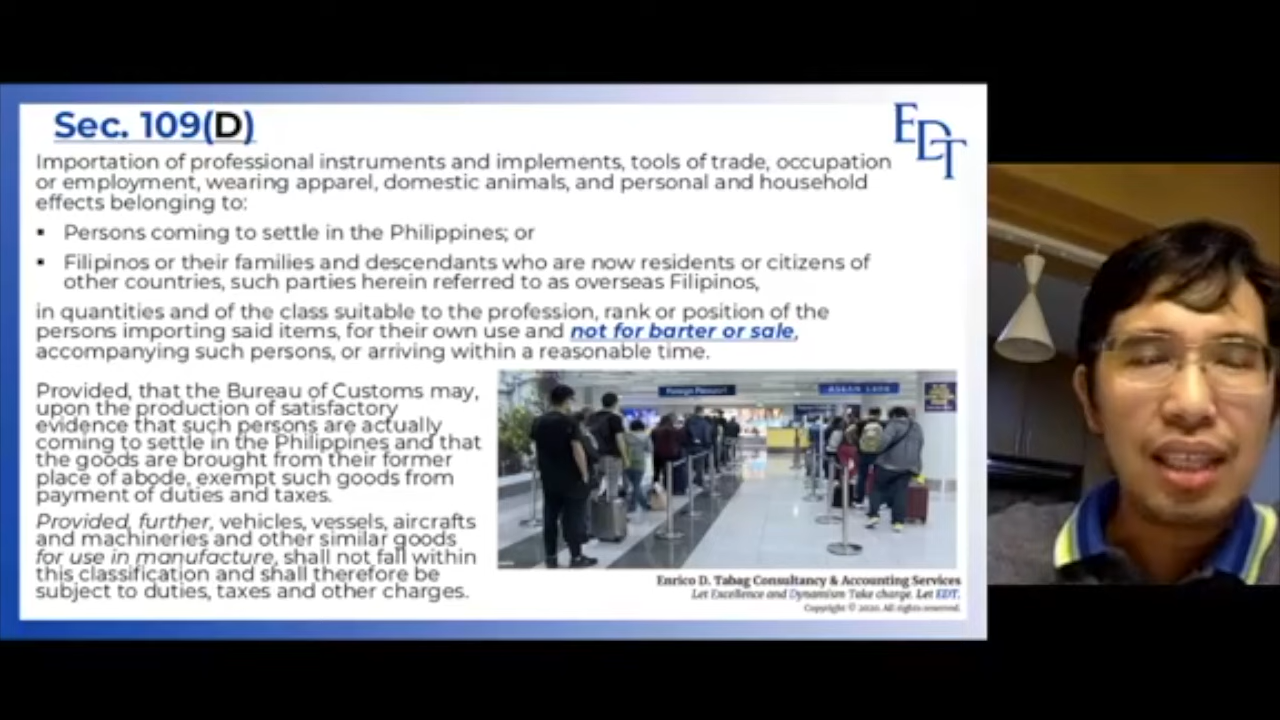 Sec. 109(D)
EDT
Importation of professional instruments and implements, tools of trade, occupation
or employment, wearing apparel, domestic animals, and personal and household
effects belonging to:
▪ Persons coming to settle in the Philippines; or
▪ Filipinos or their families and descendants who are now residents or citizens of
other countries, such parties herein referred to as overseas Filipinos,
in quantities and of the class suitable to the profession, rank or position of the
persons importing said items, for their own use and not for barter or sale,
accompanying such persons, or arriving within a reasonable time.
Provided, that the Bureau of Customs may,
upon the production of satisfactory
evidence that such persons are actually
coming to settle in the Philippines and that
the goods are brought from their former
place of abode, exempt such goods from
payment of duties and taxes.
Provided, further, vehicles, vessels, aircrafts
and machineries and other similar goods
for use in manufacture, shall not fall within
this classification and shall therefore be
subject to duties, taxes and other charges.
Foreign Passport
ASEAN LANE
Enrico D. Tabag Consultancy & Accounting Services
Let Excellence and Dynamism Take charge. Let EDT.
Copyright © 2020. All rights reserved.